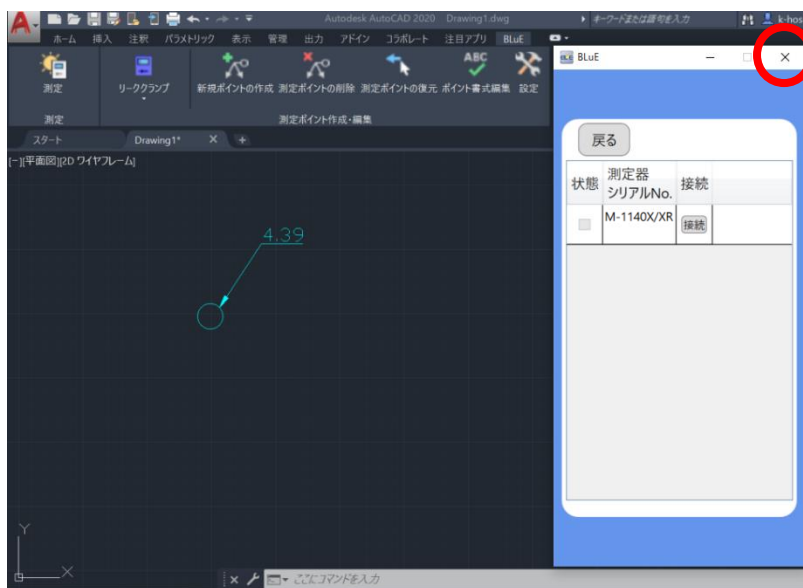 Autodesk AutoCAD 2020 Drawing1.dwg
キーワードまたは語句を入力
k-hos
ホーム 挿入 注釈 パラメトリック 表示 管理 出力 アドイン コラボレート 注目アプリ BLuE
測定
リーククランプ
新規ポイントの作成 測定ポイントの削除 測定ポイントの復元 ポイント書式編集 設定
ABC
測定
測定ポイント作成・編集
スタート Drawing1*
[−][平面図][2D ワイヤフレーム]
4.39
Y
X
ここにコマンドを入力
BLuE
戻る
状態 測定器 シリアルNo. 接続
M-1140X/XR 接続